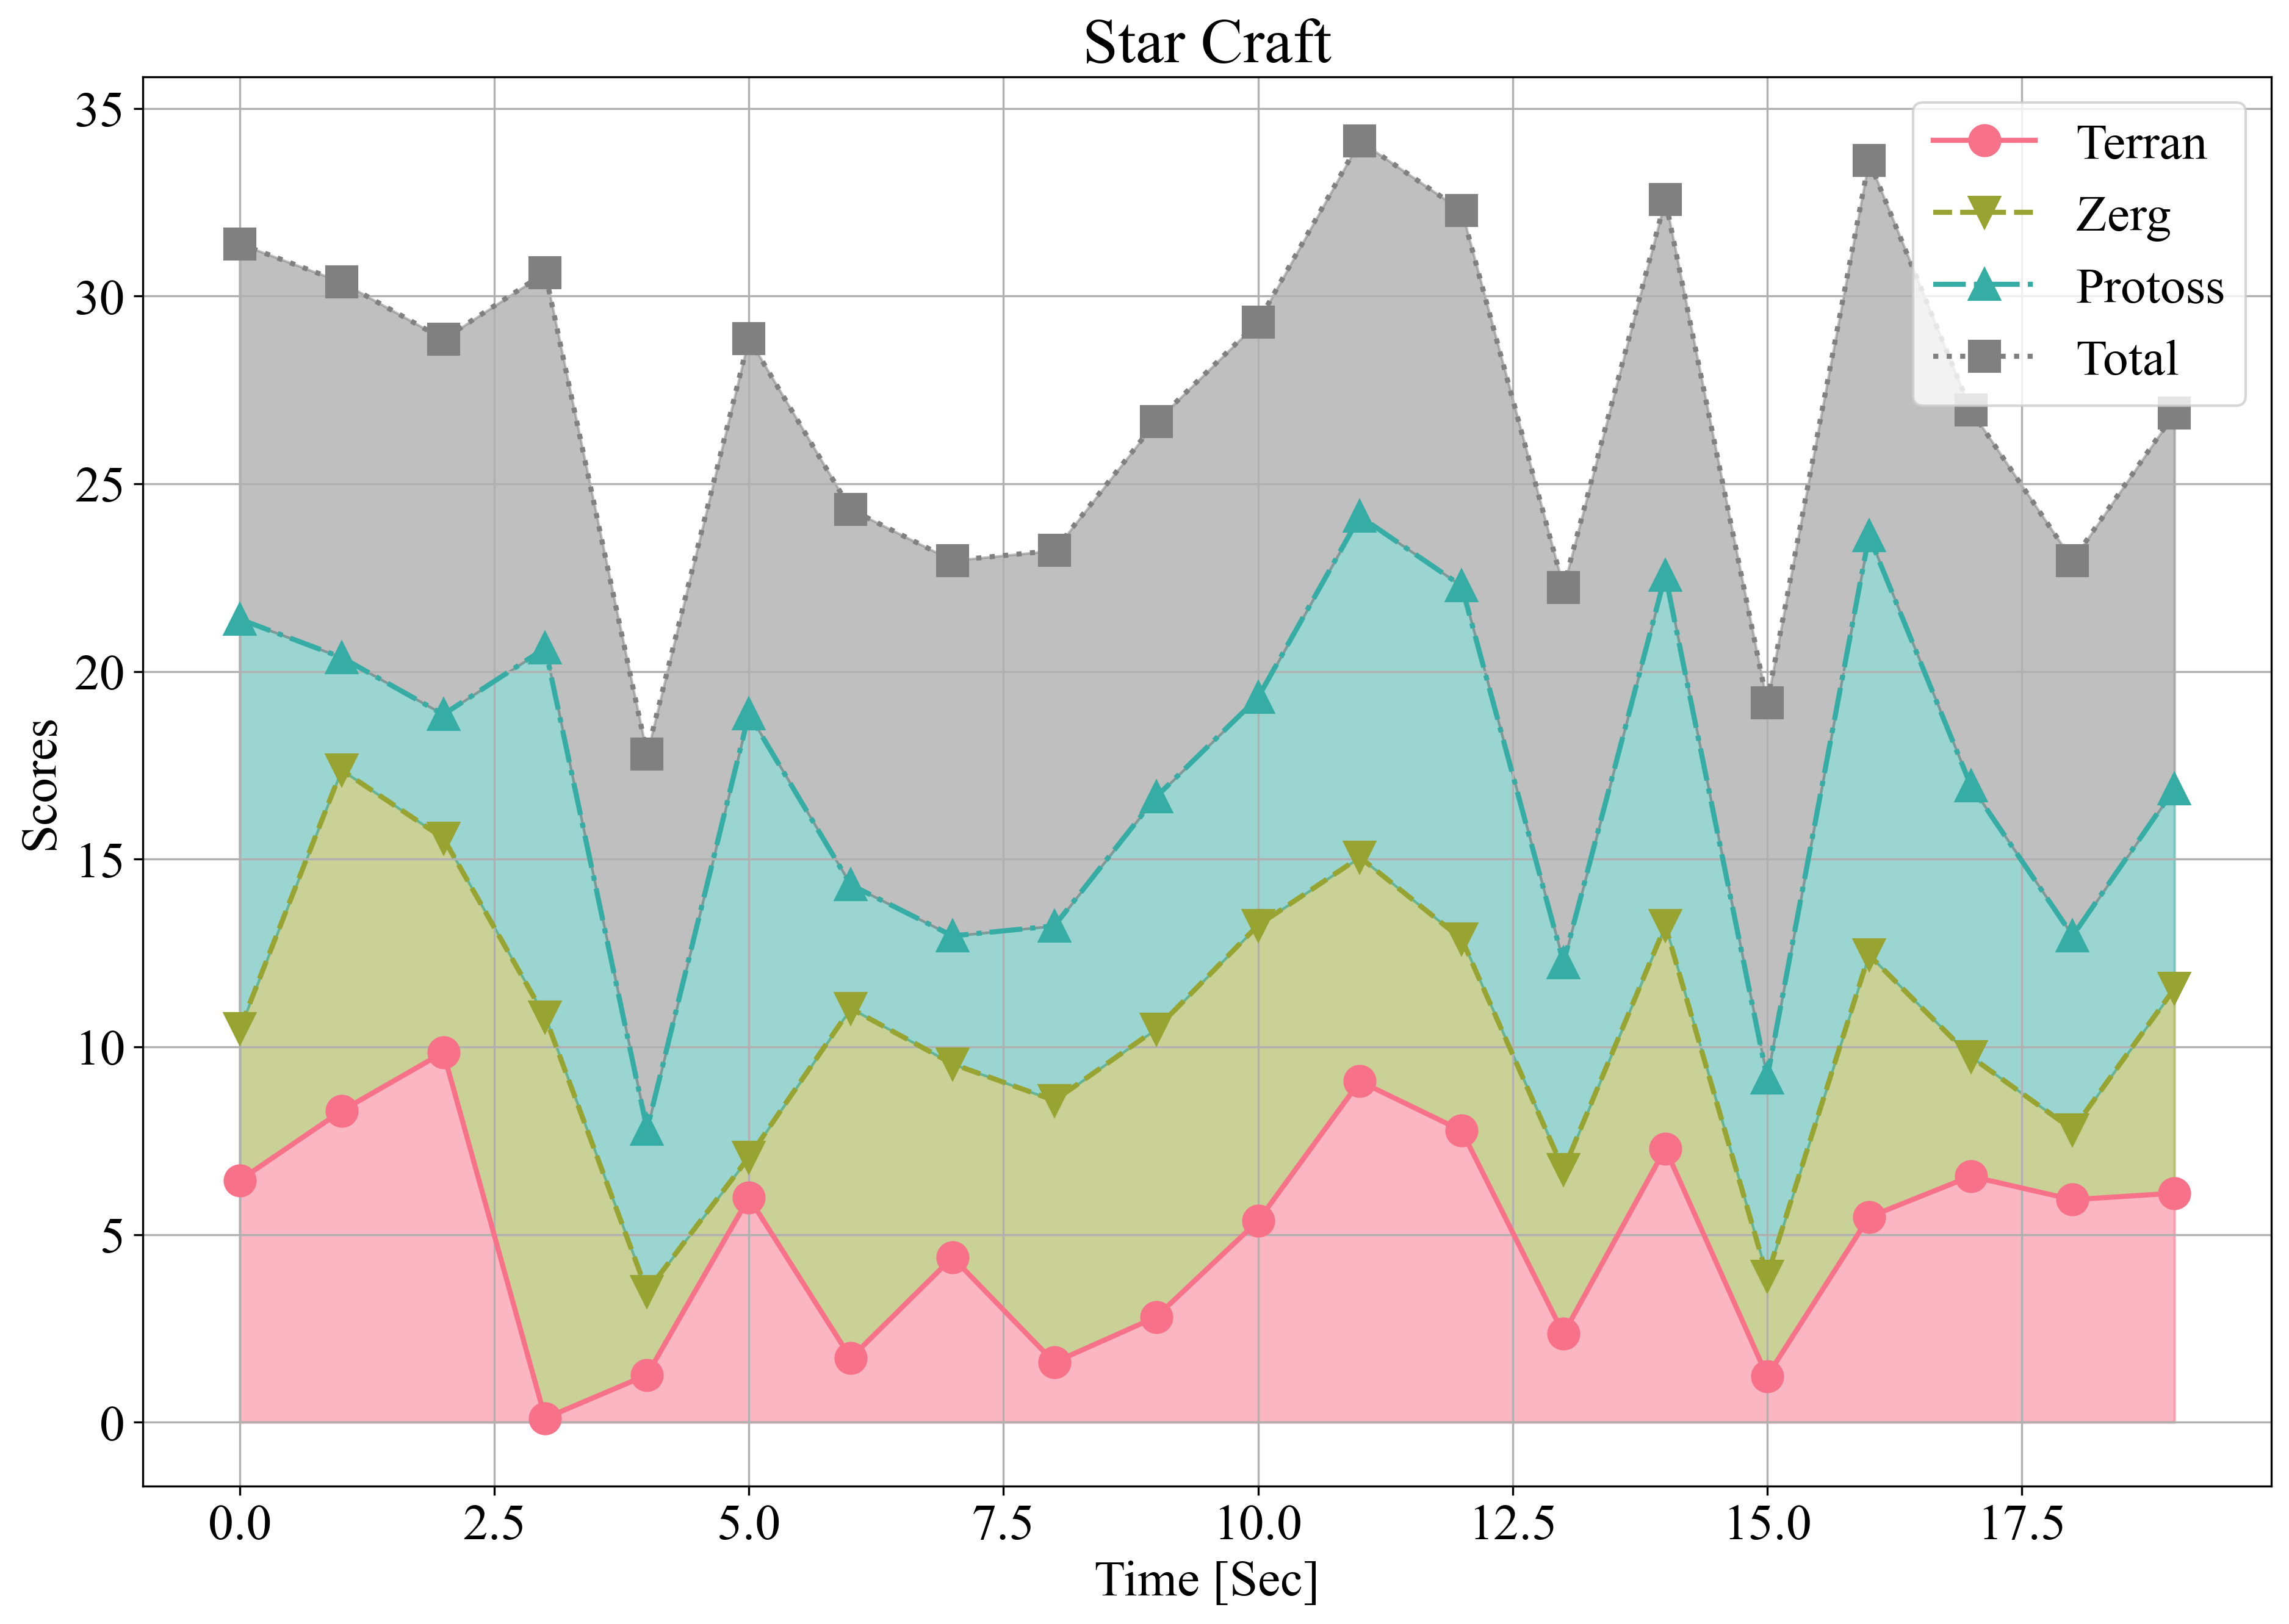 Star Craft
35
30
25
20
15
10
5
0
Scores
0.0 2.5 5.0 7.5 10.0 12.5 15.0 17.5
Time [Sec]
Terran
Zerg
Protoss
Total